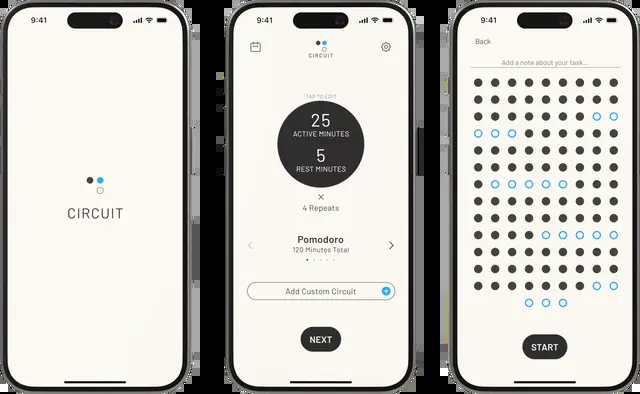 9:41
CIRCUIT
9:41
CIRCUIT
TAP TO EDIT
25
ACTIVE MINUTES
5
REST MINUTES
×
4 Repeats
Pomodoro
120 Minutes Total
Add Custom Circuit
NEXT
9:41
Back
Add a note about your task...
START